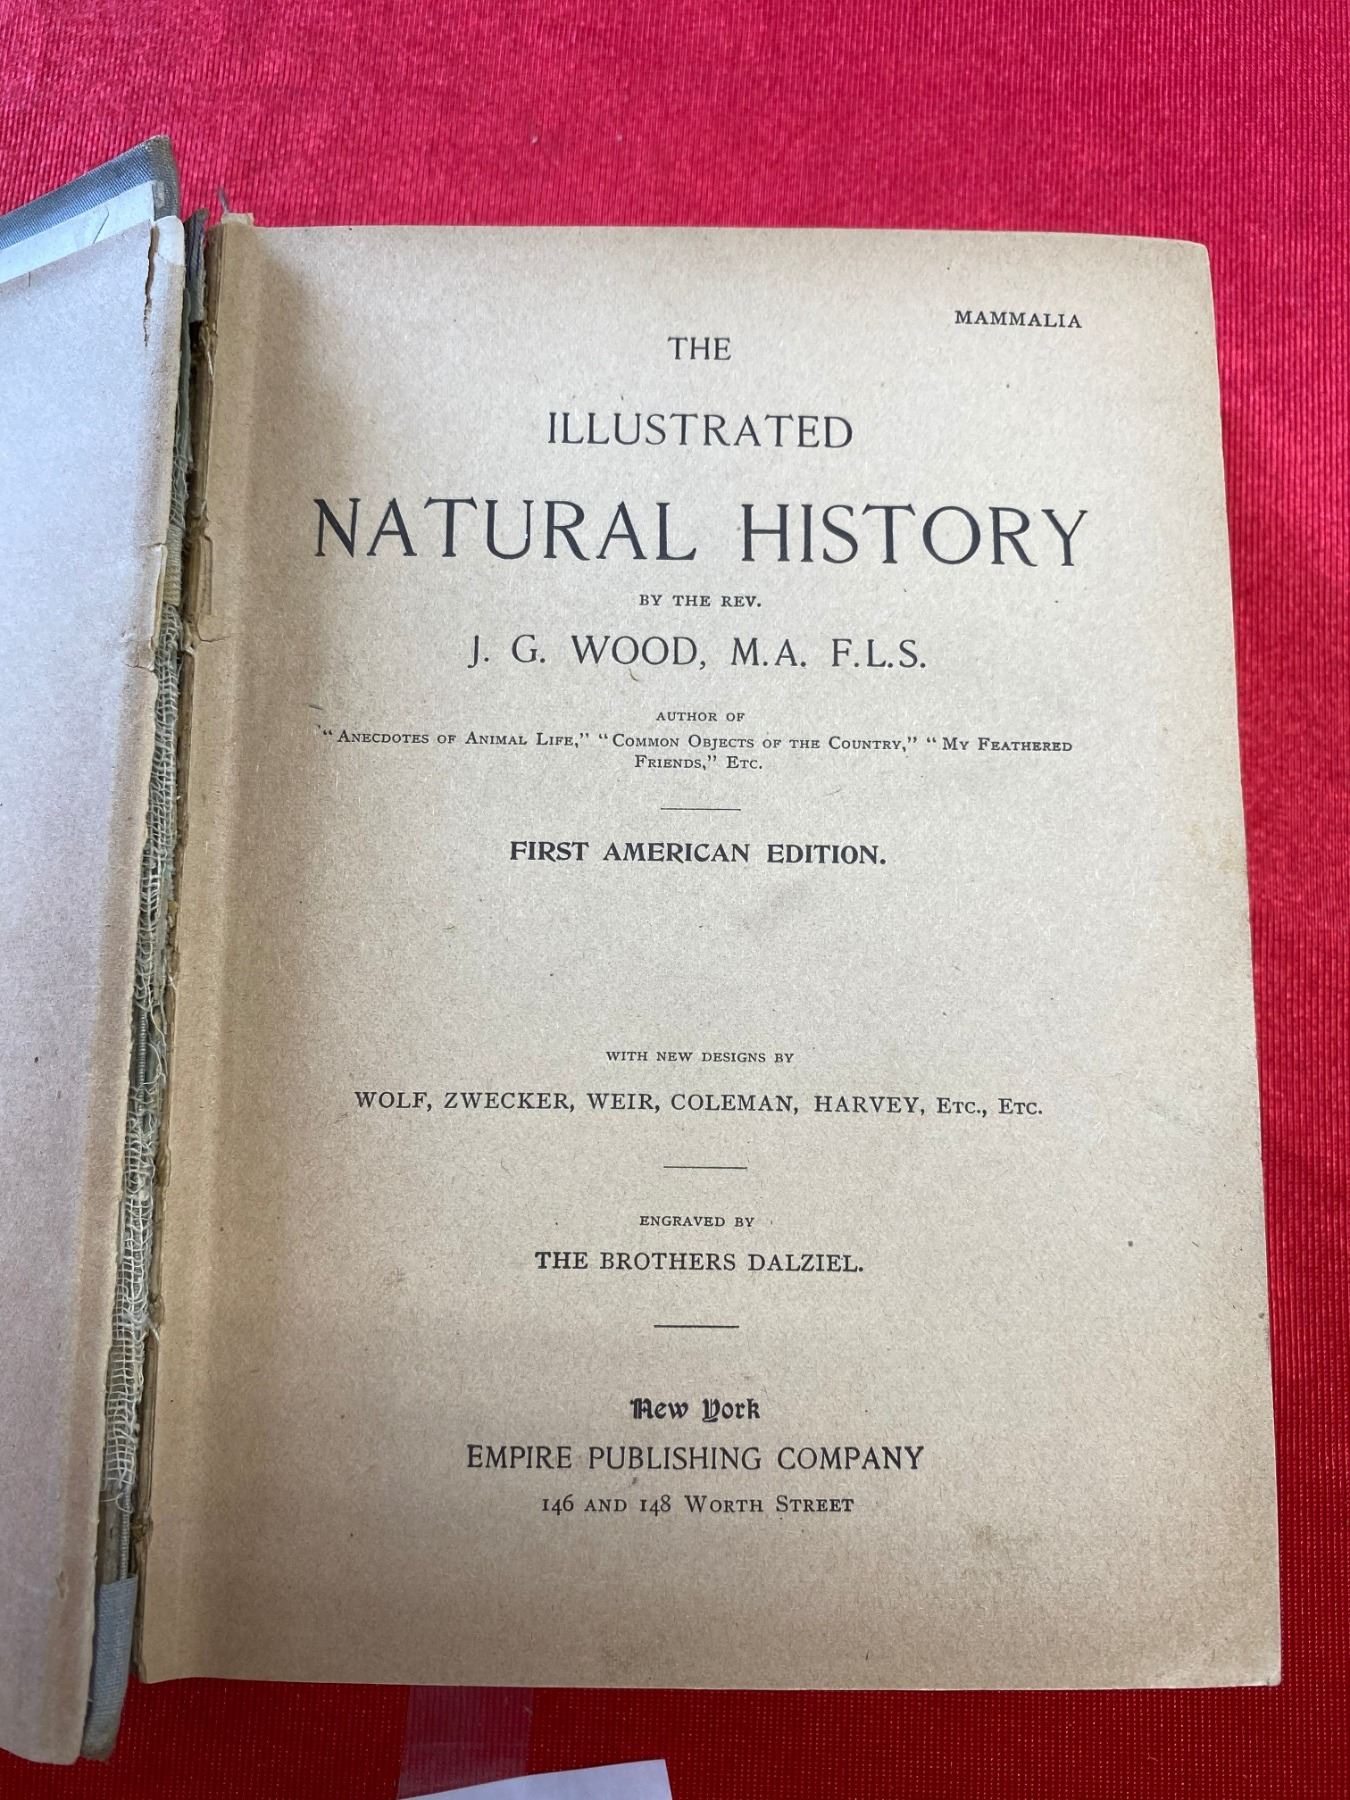 MAMMALIA
THE
ILLUSTRATED
NATURAL HISTORY
BY THE REV.
J. G. WOOD, M.A. F.L.S.
AUTHOR OF
"ANECDOTES OF ANIMAL LIFE," "COMMON OBJECTS OF THE COUNTRY," "MY FEATHERED
FRIENDS," ETC.
FIRST AMERICAN EDITION.
WITH NEW DESIGNS BY
WOLF, ZWECKER, WEIR, COLEMAN, HARVEY, ETC., ETC.
ENGRAVED BY
THE BROTHERS DALZIEL.
New York
EMPIRE PUBLISHING COMPANY
146 AND 148 WORTH STREET